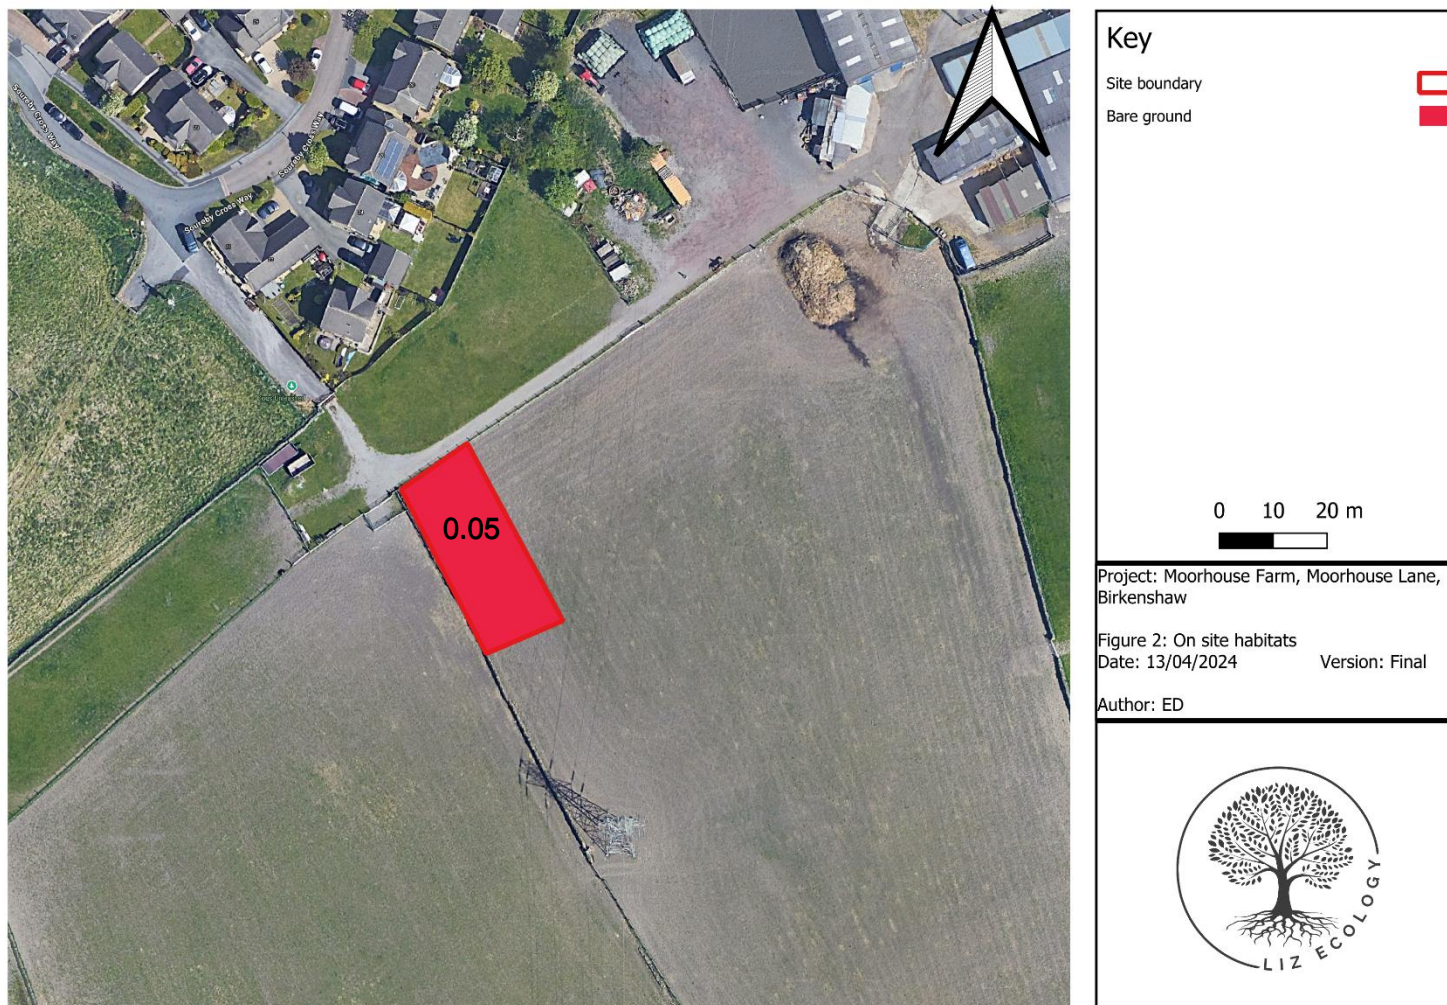 Key
Site boundary
Bare ground
0 10 20 m
Project: Moorhouse Farm, Moorhouse Lane,
Birkenshaw
Figure 2: On site habitats
Date: 13/04/2024 Version: Final
Author: ED
LIZ ECOLOGY
0.05
Soureby Cross Way
Soureby Cross Way
Soureby Cross Way